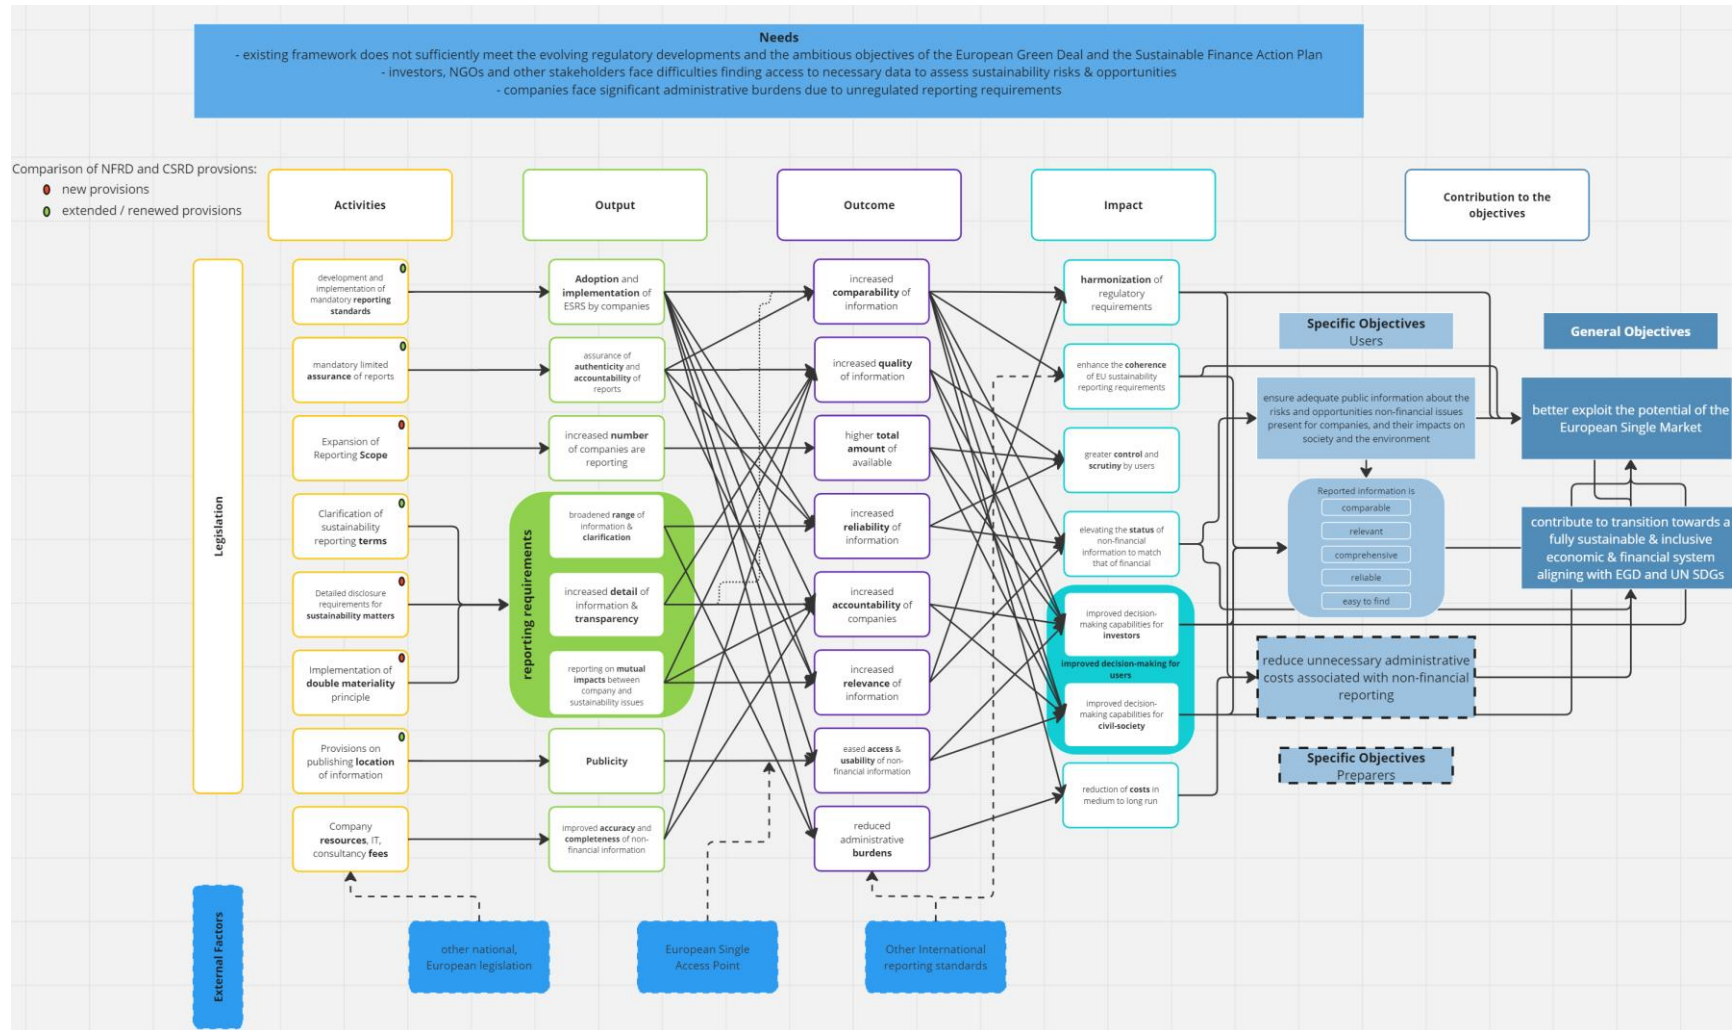 Needs
- existing framework does not sufficiently meet the evolving regulatory developments and the ambitious objectives of the European Green Deal and the Sustainable Finance Action Plan
- investors, NGOs and other stakeholders face difficulties finding access to necessary data to assess sustainability risks & opportunities
- companies face significant administrative burdens due to unregulated reporting requirements
Comparison of NFRD and CSRD provsions:
new provisions
extended / renewed provisions
Activities
Output
Outcome
Impact
Contribution to the
objectives
Legislation
development and
implementation of
mandatory reporting
standards
mandatory limited
assurance of reports
Expansion of
Reporting Scope
Clarification of
sustainability
reporting terms
Detailed disclosure
requirements for
sustainability matters
Implementation of
double materiality
principle
Provisions on
publishing location
of information
Company
resources, IT,
consultancy fees
Adoption and
implementation of
ESRS by companies
assurance of
authenticity and
accountability of
reports
increased number
of companies are
reporting
reporting requirements
broadened range of
information &
clarification
increased detail of
information &
transparency
reporting on mutual
impacts between
company and
sustainability issues
Publicity
improved accuracy and
completeness of non-
financial information
increased
comparability of
information
increased quality
of information
higher total
amount of
available
increased
reliability of
information
increased
accountability of
companies
increased
relevance of
information
eased access &
usability of non-
financial information
reduced
administrative
burdens
harmonization of
regulatory
requirements
enhance the coherence
of EU sustainability
reporting requirements
greater control and
scrutiny by users
elevating the status of
non-financial
information to match
that of financial
improved decision-
making capabilities for
investors
improved decision-making for
users
improved decision-
making capabilities for
civil-society
reduction of costs in
medium to long run
Specific Objectives
Users
ensure adequate public information about the
risks and opportunities non-financial issues
present for companies, and their impacts on
society and the environment
Reported information is
comparable
relevant
comprehensive
reliable
easy to find
reduce unnecessary administrative
costs associated with non-financial
reporting
Specific Objectives
Preparers
General Objectives
better exploit the potential of the
European Single Market
contribute to transition towards a
fully sustainable & inclusive
economic & financial system
aligning with EGD and UN SDGs
External Factors
other national,
European legislation
European Single
Access Point
Other International
reporting standards